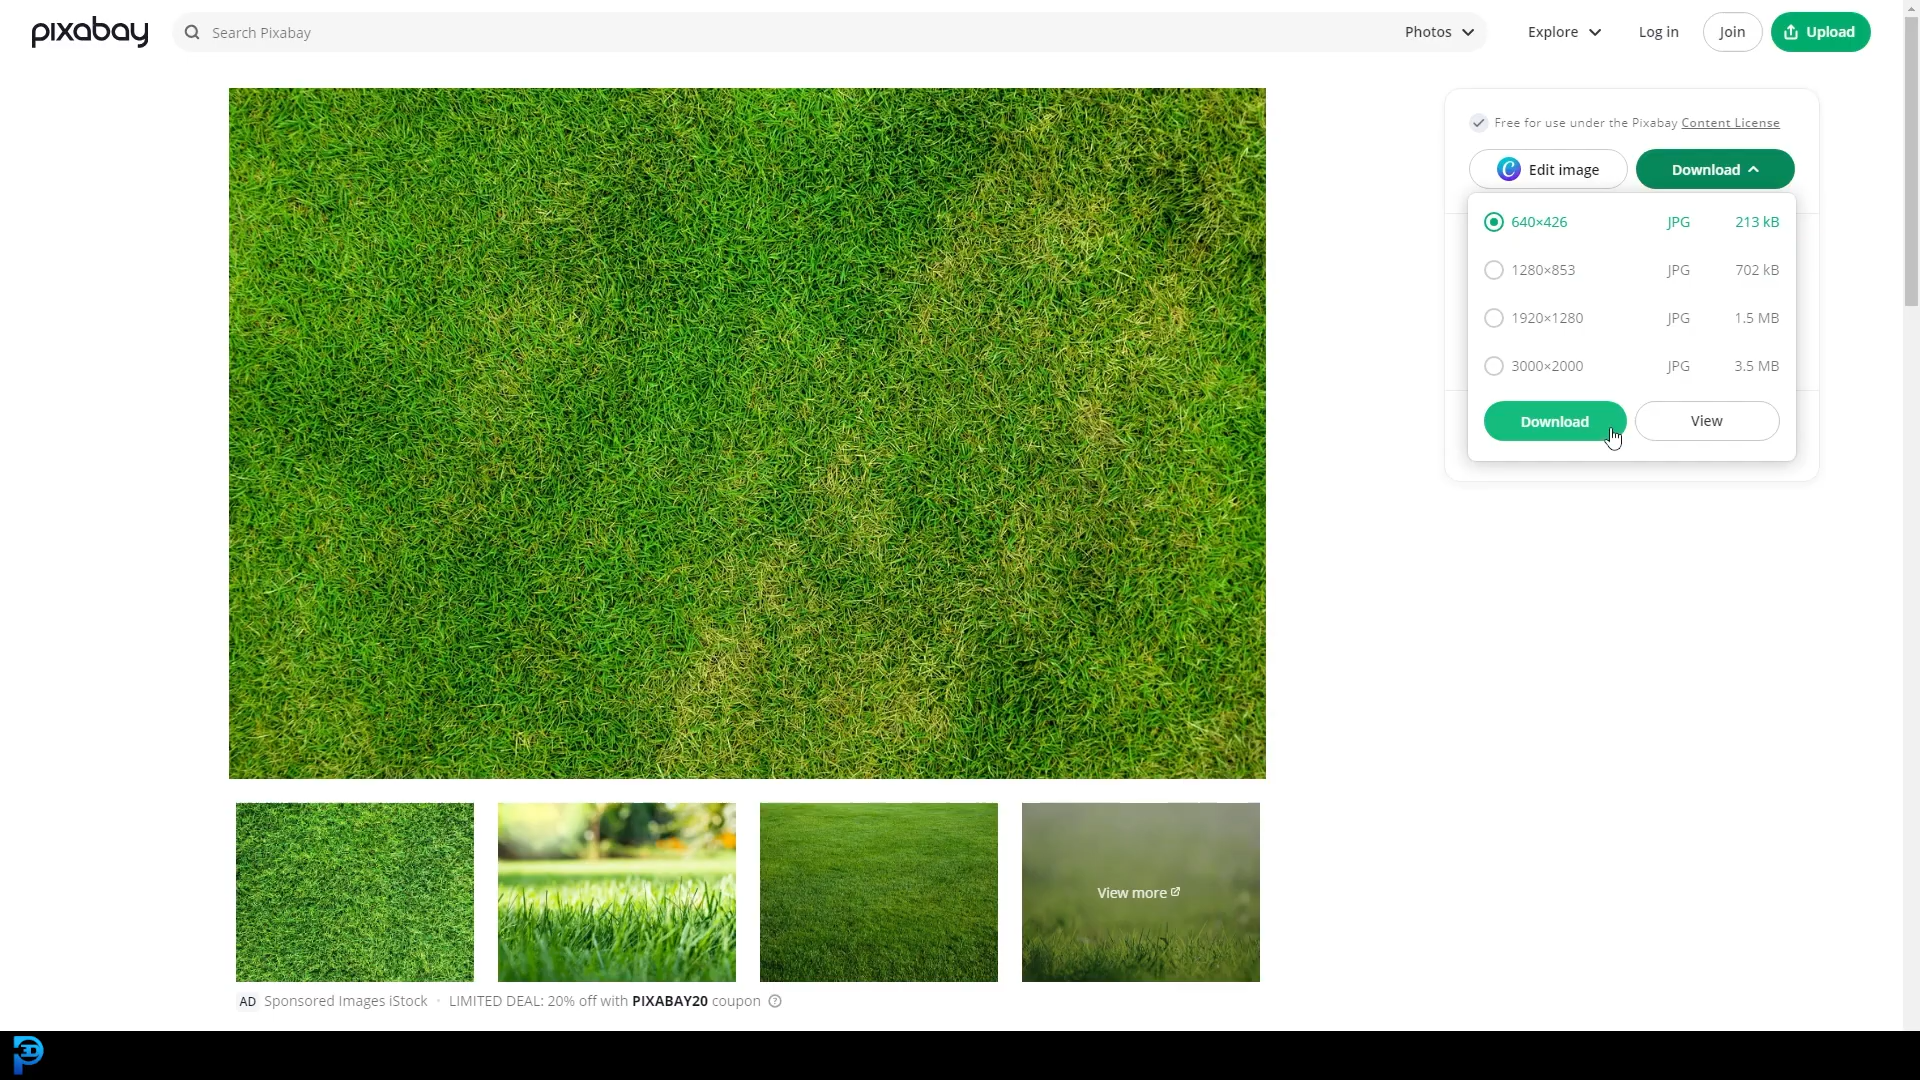 pixabay
Search Pixabay
Photos
Explore
Log in
Join
Upload
Free for use under the Pixabay Content License
Edit image
Download
640×426 JPG 213 kB
1280×853 JPG 702 kB
1920×1280 JPG 1.5 MB
3000×2000 JPG 3.5 MB
Download
View
View more
AD Sponsored Images iStock · LIMITED DEAL: 20% off with PIXABAY20 coupon